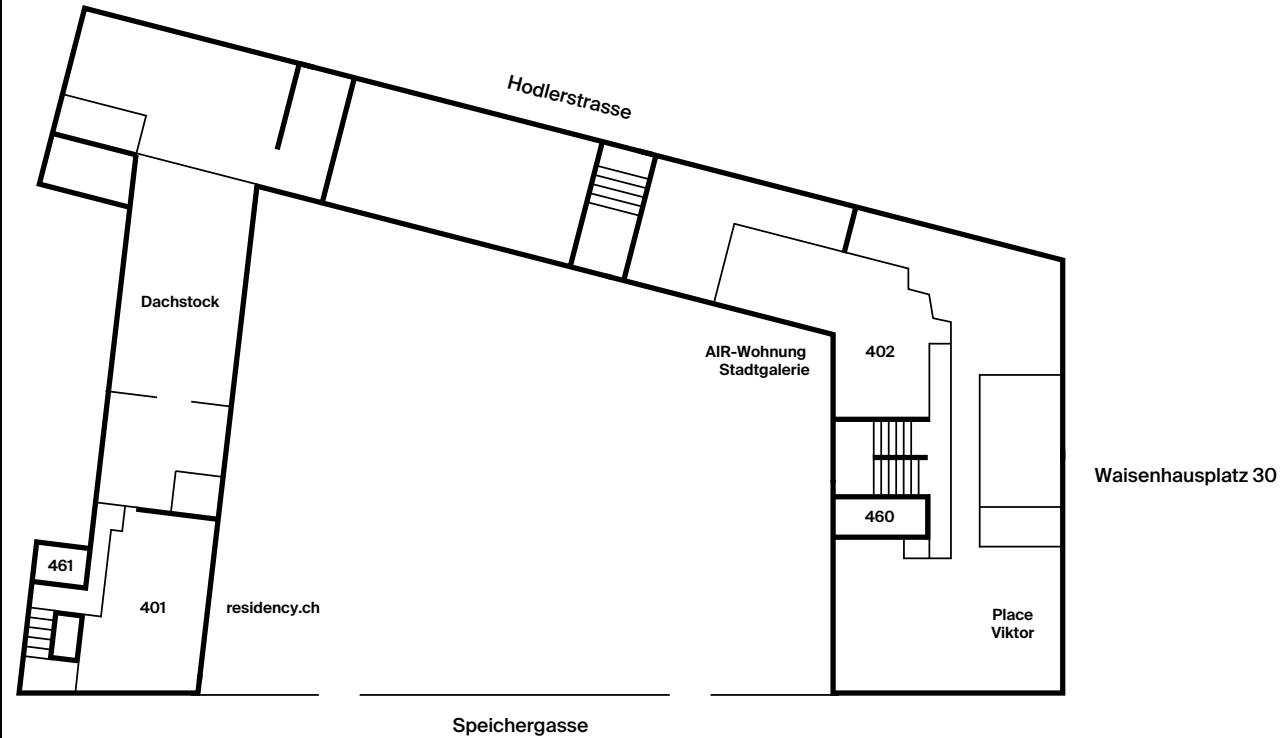 Hodlerstrasse
Dachstock
AIR-Wohnung
Stadtgalerie
402
Waisenhausplatz 30
460
461
401
residency.ch
Place
Viktor
Speichergasse